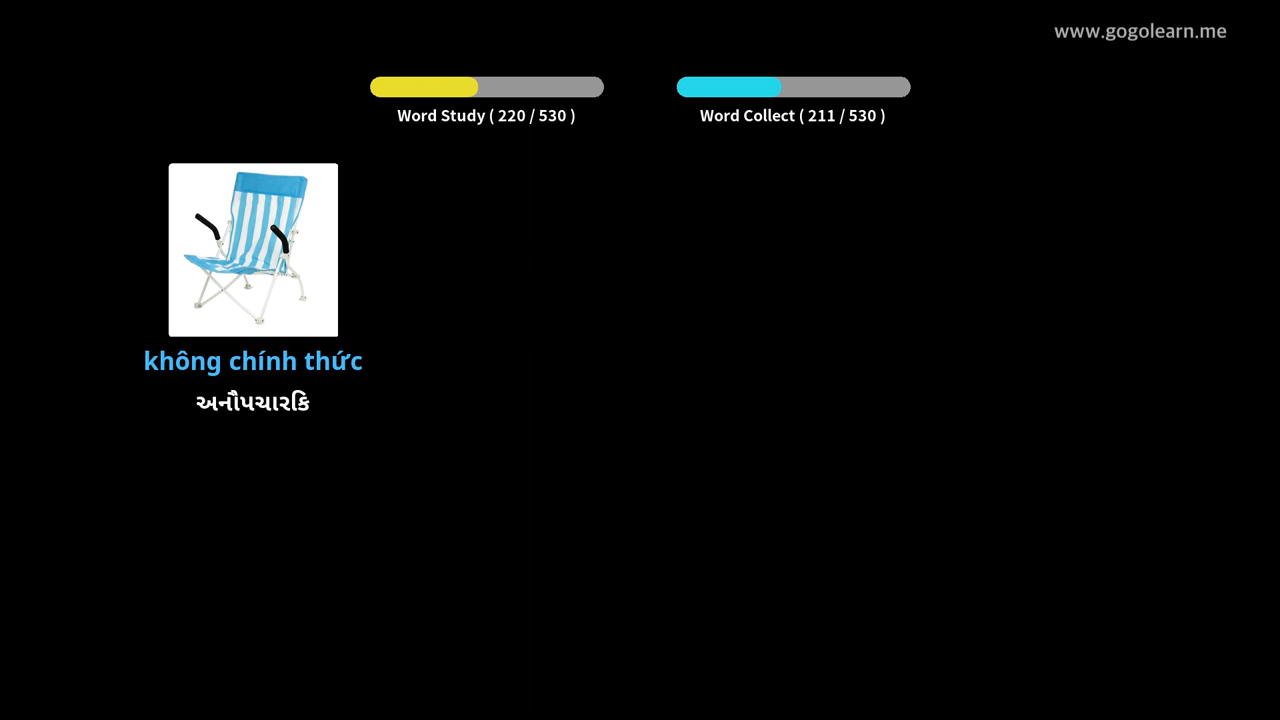 www.gogolearn.me
Word Study ( 220 / 530 )
Word Collect ( 211 / 530 )
không chính thức
અનૌપચારિક